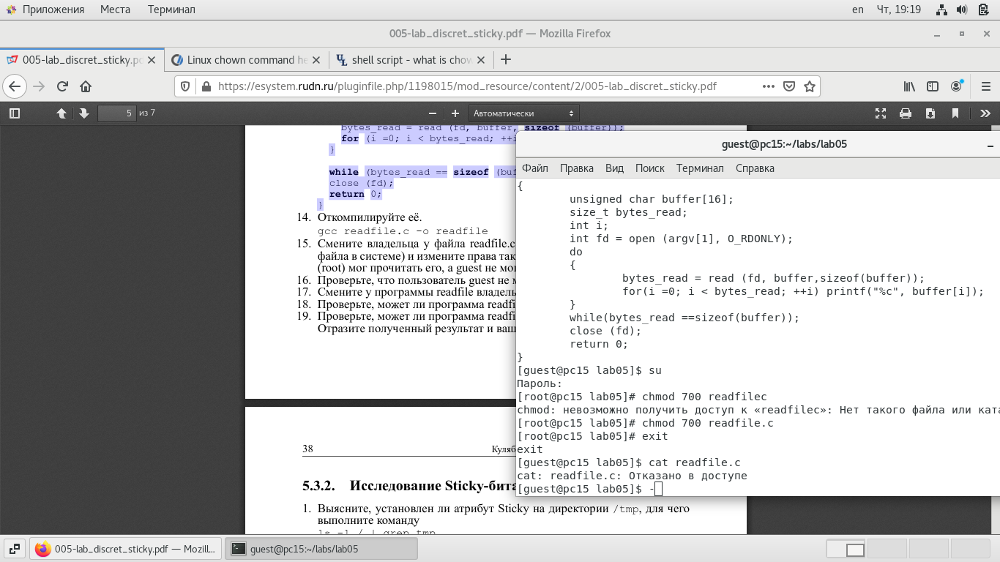 Приложения Места Терминал en Чт, 19:19
005-lab_discret_sticky.pdf — Mozilla Firefox
005-lab_discret_sticky.pd Linux chown command he shell script - what is chow
https://esystem.rudn.ru/pluginfile.php/1198015/mod_resource/content/2/005-lab_discret_sticky.pdf
5 из 7 Автоматически
bytes_read = read (fd, buffer, sizeof (buffer));
for (i =0; i < bytes_read; ++i
}
while (bytes_read == sizeof (buf
close (fd);
return 0;
}
14. Откомпилируйте её.
gcc readfile.c -o readfile
15. Смените владельца у файла readfile.c
файла в системе) и измените права так
(root) мог прочитать его, а guest не мог
16. Проверьте, что пользователь guest не м
17. Смените у программы readfile владель
18. Проверьте, может ли программа readfi
19. Проверьте, может ли программа readfi
Отразите полученный результат и ваш
38 Куляб
5.3.2. Исследование Sticky-бита
1. Выясните, установлен ли атрибут Sticky на директории /tmp, для чего
выполните команду
ls -l / | grep tmp
guest@pc15:~/labs/lab05
Файл Правка Вид Поиск Терминал Справка
{
unsigned char buffer[16];
size_t bytes_read;
int i;
int fd = open (argv[1], O_RDONLY);
do
{
bytes_read = read (fd, buffer,sizeof(buffer));
for(i =0; i < bytes_read; ++i) printf("%c", buffer[i]);
}
while(bytes_read ==sizeof(buffer));
close (fd);
return 0;
}
[guest@pc15 lab05]$ su
Пароль:
[root@pc15 lab05]# chmod 700 readfilec
chmod: невозможно получить доступ к «readfilec»: Нет такого файла или ката
[root@pc15 lab05]# chmod 700 readfile.c
[root@pc15 lab05]# exit
exit
[guest@pc15 lab05]$ cat readfile.c
cat: readfile.c: Отказано в доступе
[guest@pc15 lab05]$ -
005-lab_discret_sticky.pdf — Mozill... guest@pc15:~/labs/lab05